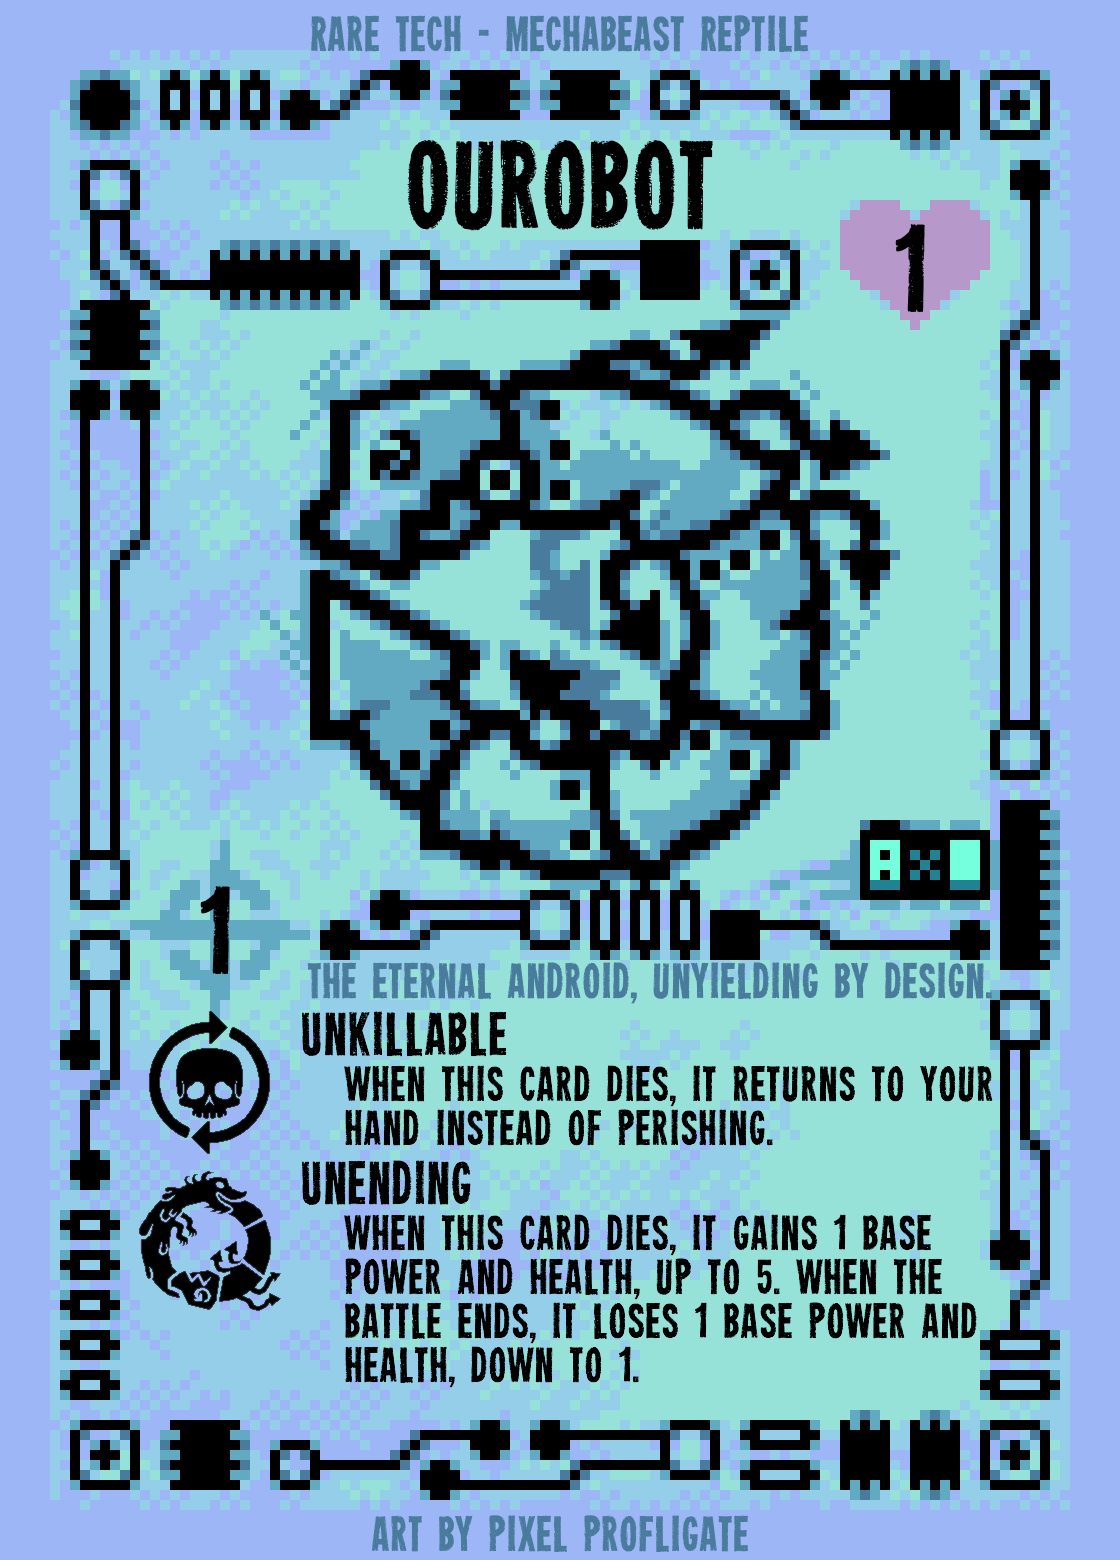 RARE TECH - MECHABEAST REPTILE
OUROBOT
1
1
THE ETERNAL ANDROID, UNYIELDING BY DESIGN.
UNKILLABLE
WHEN THIS CARD DIES, IT RETURNS TO YOUR
HAND INSTEAD OF PERISHING.
UNENDING
WHEN THIS CARD DIES, IT GAINS 1 BASE
POWER AND HEALTH, UP TO 5. WHEN THE
BATTLE ENDS, IT LOSES 1 BASE POWER AND
HEALTH, DOWN TO 1.
ART BY PIXEL PROFLIGATE